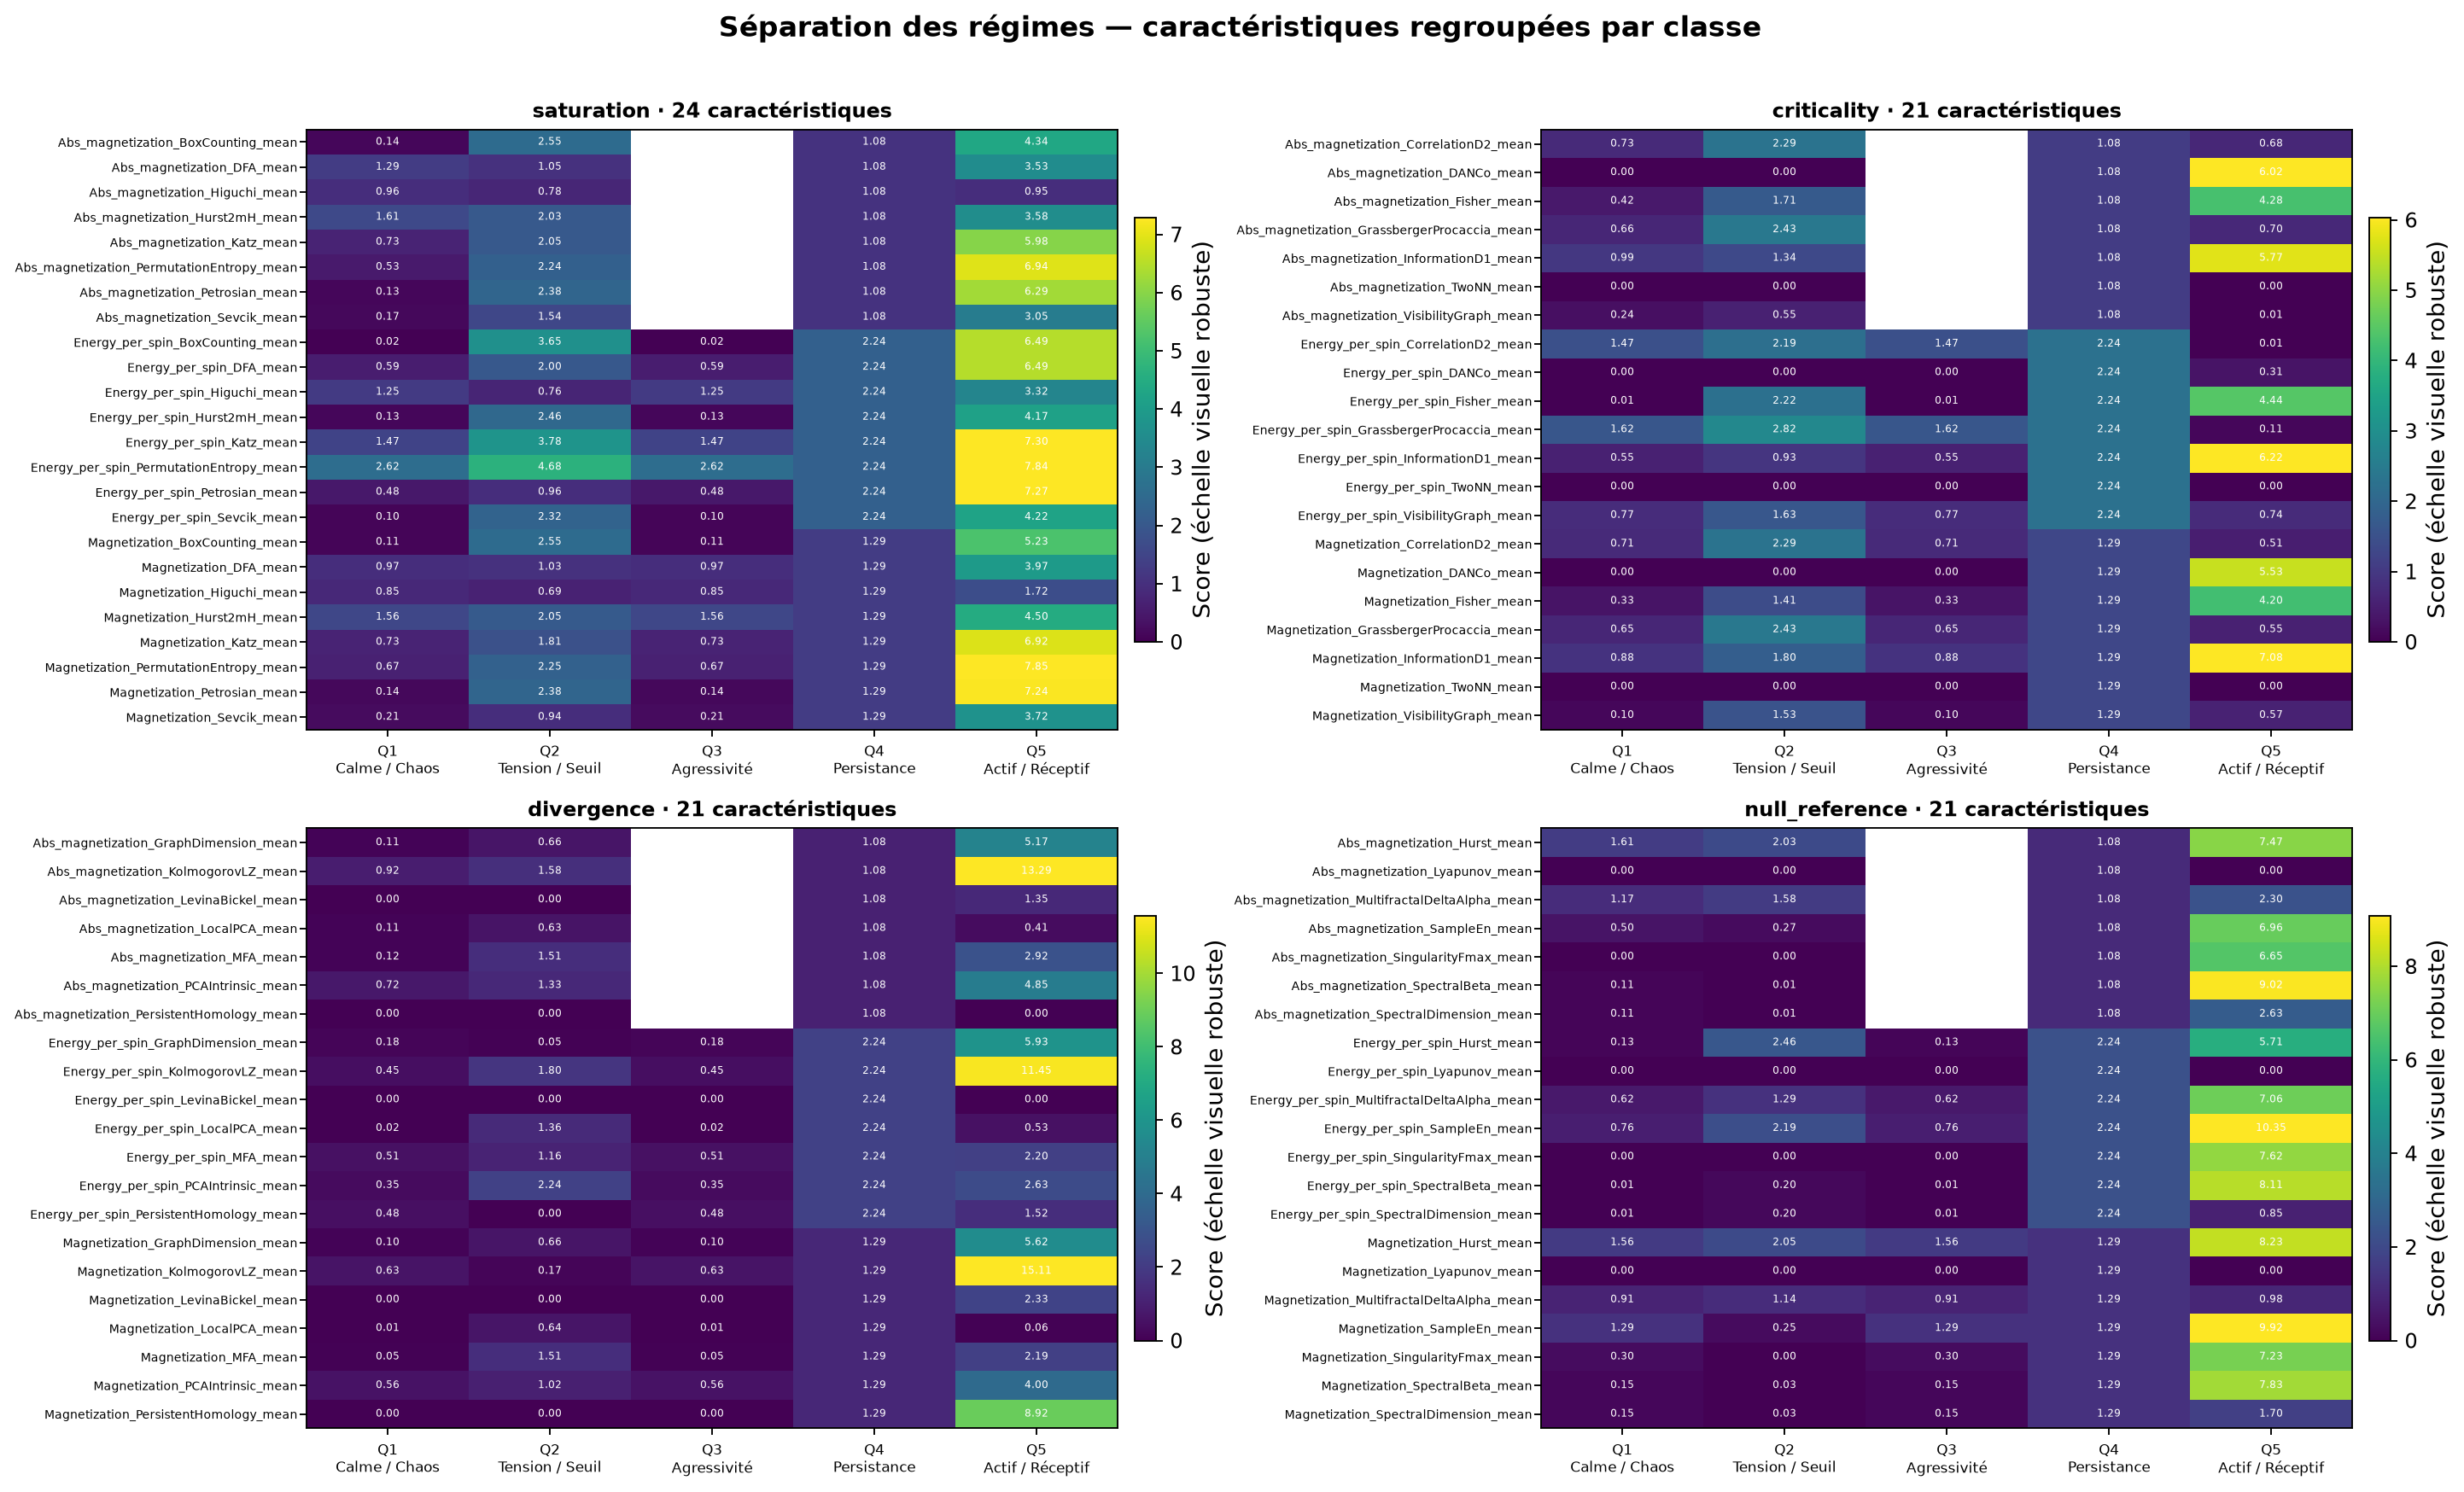 Séparation des régimes — caractéristiques regroupées par classe
saturation · 24 caractéristiques
Abs_magnetization_BoxCounting_mean 0.14 2.55 1.08 4.34
Abs_magnetization_DFA_mean 1.29 1.05 1.08 3.53
Abs_magnetization_Higuchi_mean 0.96 0.78 1.08 0.95
Abs_magnetization_Hurst2mH_mean 1.61 2.03 1.08 3.58
Abs_magnetization_Katz_mean 0.73 2.05 1.08 5.98
Abs_magnetization_PermutationEntropy_mean 0.53 2.24 1.08 6.94
Abs_magnetization_Petrosian_mean 0.13 2.38 1.08 6.29
Abs_magnetization_Sevcik_mean 0.17 1.54 1.08 3.05
Energy_per_spin_BoxCounting_mean 0.02 3.65 0.02 2.24 6.49
Energy_per_spin_DFA_mean 0.59 2.00 0.59 2.24 6.49
Energy_per_spin_Higuchi_mean 1.25 0.76 1.25 2.24 3.32
Energy_per_spin_Hurst2mH_mean 0.13 2.46 0.13 2.24 4.17
Energy_per_spin_Katz_mean 1.47 3.78 1.47 2.24 7.30
Energy_per_spin_PermutationEntropy_mean 2.62 4.68 2.62 2.24 7.84
Energy_per_spin_Petrosian_mean 0.48 0.96 0.48 2.24 7.27
Energy_per_spin_Sevcik_mean 0.10 2.32 0.10 2.24 4.22
Magnetization_BoxCounting_mean 0.11 2.55 0.11 1.29 5.23
Magnetization_DFA_mean 0.97 1.03 0.97 1.29 3.97
Magnetization_Higuchi_mean 0.85 0.69 0.85 1.29 1.72
Magnetization_Hurst2mH_mean 1.56 2.05 1.56 1.29 4.50
Magnetization_Katz_mean 0.73 1.81 0.73 1.29 6.92
Magnetization_PermutationEntropy_mean 0.67 2.25 0.67 1.29 7.85
Magnetization_Petrosian_mean 0.14 2.38 0.14 1.29 7.24
Magnetization_Sevcik_mean 0.21 0.94 0.21 1.29 3.72
Q1 Q2 Q3 Q4 Q5
Calme / Chaos Tension / Seuil Agressivité Persistance Actif / Réceptif
7
6
5
4
3
2
1
0
Score (échelle visuelle robuste)
criticality · 21 caractéristiques
Abs_magnetization_CorrelationD2_mean 0.73 2.29 1.08 0.68
Abs_magnetization_DANCo_mean 0.00 0.00 1.08 6.02
Abs_magnetization_Fisher_mean 0.42 1.71 1.08 4.28
Abs_magnetization_GrassbergerProcaccia_mean 0.66 2.43 1.08 0.70
Abs_magnetization_InformationD1_mean 0.99 1.34 1.08 5.77
Abs_magnetization_TwoNN_mean 0.00 0.00 1.08 0.00
Abs_magnetization_VisibilityGraph_mean 0.24 0.55 1.08 0.01
Energy_per_spin_CorrelationD2_mean 1.47 2.19 1.47 2.24 0.01
Energy_per_spin_DANCo_mean 0.00 0.00 0.00 2.24 0.31
Energy_per_spin_Fisher_mean 0.01 2.22 0.01 2.24 4.44
Energy_per_spin_GrassbergerProcaccia_mean 1.62 2.82 1.62 2.24 0.11
Energy_per_spin_InformationD1_mean 0.55 0.93 0.55 2.24 6.22
Energy_per_spin_TwoNN_mean 0.00 0.00 0.00 2.24 0.00
Energy_per_spin_VisibilityGraph_mean 0.77 1.63 0.77 2.24 0.74
Magnetization_CorrelationD2_mean 0.71 2.29 0.71 1.29 0.51
Magnetization_DANCo_mean 0.00 0.00 0.00 1.29 5.53
Magnetization_Fisher_mean 0.33 1.41 0.33 1.29 4.20
Magnetization_GrassbergerProcaccia_mean 0.65 2.43 0.65 1.29 0.55
Magnetization_InformationD1_mean 0.88 1.80 0.88 1.29 7.08
Magnetization_TwoNN_mean 0.00 0.00 0.00 1.29 0.00
Magnetization_VisibilityGraph_mean 0.10 1.53 0.10 1.29 0.57
Q1 Q2 Q3 Q4 Q5
Calme / Chaos Tension / Seuil Agressivité Persistance Actif / Réceptif
6
5
4
3
2
1
0
Score (échelle visuelle robuste)
divergence · 21 caractéristiques
Abs_magnetization_GraphDimension_mean 0.11 0.66 1.08 5.17
Abs_magnetization_KolmogorovLZ_mean 0.92 1.58 1.08 13.29
Abs_magnetization_LevinaBickel_mean 0.00 0.00 1.08 1.35
Abs_magnetization_LocalPCA_mean 0.11 0.63 1.08 0.41
Abs_magnetization_MFA_mean 0.12 1.51 1.08 2.92
Abs_magnetization_PCAIntrinsic_mean 0.72 1.33 1.08 4.85
Abs_magnetization_PersistentHomology_mean 0.00 0.00 1.08 0.00
Energy_per_spin_GraphDimension_mean 0.18 0.05 0.18 2.24 5.93
Energy_per_spin_KolmogorovLZ_mean 0.45 1.80 0.45 2.24 11.45
Energy_per_spin_LevinaBickel_mean 0.00 0.00 0.00 2.24 0.00
Energy_per_spin_LocalPCA_mean 0.02 1.36 0.02 2.24 0.53
Energy_per_spin_MFA_mean 0.51 1.16 0.51 2.24 2.20
Energy_per_spin_PCAIntrinsic_mean 0.35 2.24 0.35 2.24 2.63
Energy_per_spin_PersistentHomology_mean 0.48 0.00 0.48 2.24 1.52
Magnetization_GraphDimension_mean 0.10 0.66 0.10 1.29 5.62
Magnetization_KolmogorovLZ_mean 0.63 0.17 0.63 1.29 15.11
Magnetization_LevinaBickel_mean 0.00 0.00 0.00 1.29 2.33
Magnetization_LocalPCA_mean 0.01 0.64 0.01 1.29 0.06
Magnetization_MFA_mean 0.05 1.51 0.05 1.29 2.19
Magnetization_PCAIntrinsic_mean 0.56 1.02 0.56 1.29 4.00
Magnetization_PersistentHomology_mean 0.00 0.00 0.00 1.29 8.92
Q1 Q2 Q3 Q4 Q5
Calme / Chaos Tension / Seuil Agressivité Persistance Actif / Réceptif
10
8
6
4
2
0
Score (échelle visuelle robuste)
null_reference · 21 caractéristiques
Abs_magnetization_Hurst_mean 1.61 2.03 1.08 7.47
Abs_magnetization_Lyapunov_mean 0.00 0.00 1.08 0.00
Abs_magnetization_MultifractalDeltaAlpha_mean 1.17 1.58 1.08 2.30
Abs_magnetization_SampleEn_mean 0.50 0.27 1.08 6.96
Abs_magnetization_SingularityFmax_mean 0.00 0.00 1.08 6.65
Abs_magnetization_SpectralBeta_mean 0.11 0.01 1.08 9.02
Abs_magnetization_SpectralDimension_mean 0.11 0.01 1.08 2.63
Energy_per_spin_Hurst_mean 0.13 2.46 0.13 2.24 5.71
Energy_per_spin_Lyapunov_mean 0.00 0.00 0.00 2.24 0.00
Energy_per_spin_MultifractalDeltaAlpha_mean 0.62 1.29 0.62 2.24 7.06
Energy_per_spin_SampleEn_mean 0.76 2.19 0.76 2.24 10.35
Energy_per_spin_SingularityFmax_mean 0.00 0.00 0.00 2.24 7.62
Energy_per_spin_SpectralBeta_mean 0.01 0.20 0.01 2.24 8.11
Energy_per_spin_SpectralDimension_mean 0.01 0.20 0.01 2.24 0.85
Magnetization_Hurst_mean 1.56 2.05 1.56 1.29 8.23
Magnetization_Lyapunov_mean 0.00 0.00 0.00 1.29 0.00
Magnetization_MultifractalDeltaAlpha_mean 0.91 1.14 0.91 1.29 0.98
Magnetization_SampleEn_mean 1.29 0.25 1.29 1.29 9.92
Magnetization_SingularityFmax_mean 0.30 0.00 0.30 1.29 7.23
Magnetization_SpectralBeta_mean 0.15 0.03 0.15 1.29 7.83
Magnetization_SpectralDimension_mean 0.15 0.03 0.15 1.29 1.70
Q1 Q2 Q3 Q4 Q5
Calme / Chaos Tension / Seuil Agressivité Persistance Actif / Réceptif
8
6
4
2
0
Score (échelle visuelle robuste)